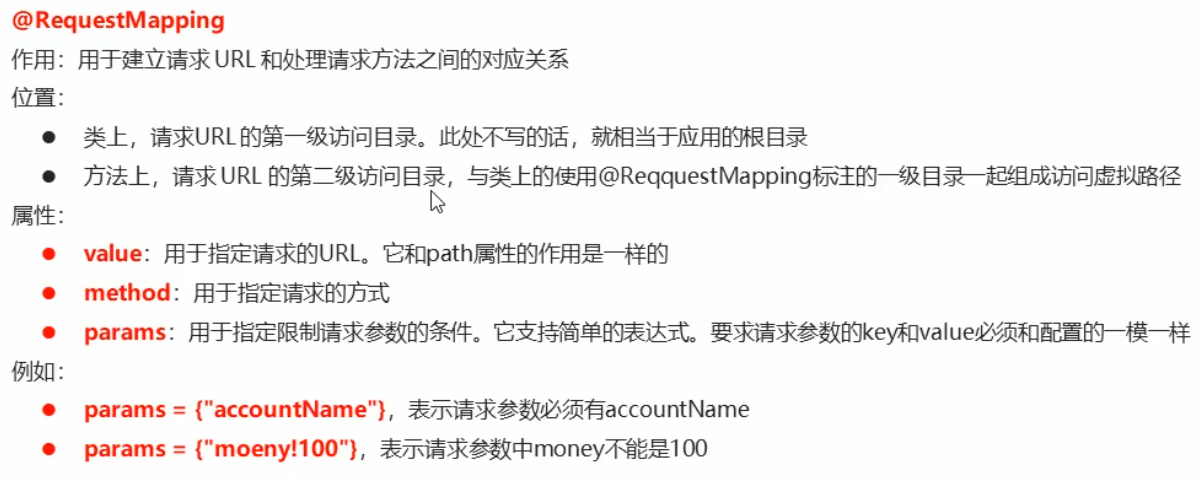 @RequestMapping
作用：用于建立请求 URL 和处理请求方法之间的对应关系
位置：
● 类上，请求URL的第一级访问目录。此处不写的话，就相当于应用的根目录
● 方法上，请求 URL 的第二级访问目录，与类上的使用@ReqquestMapping标注的一级目录一起组成访问虚拟路径
属性：
● value：用于指定请求的URL。它和path属性的作用是一样的
● method：用于指定请求的方式
● params：用于指定限制请求参数的条件。它支持简单的表达式。要求请求参数的key和value必须和配置的一模一样
例如：
● params = {"accountName"}，表示请求参数必须有accountName
● params = {"moeny!100"}，表示请求参数中money不能是100